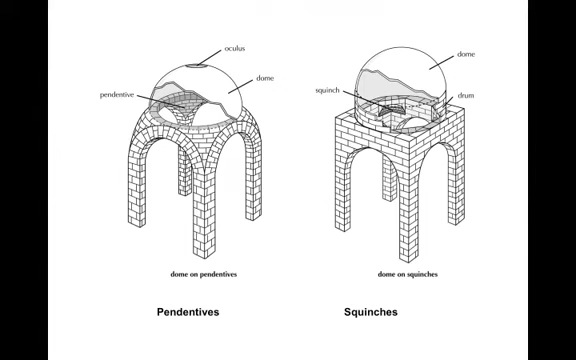 oculus
dome
pendentive
dome on pendentives
Pendentives
dome
squinch
drum
dome on squinches
Squinches